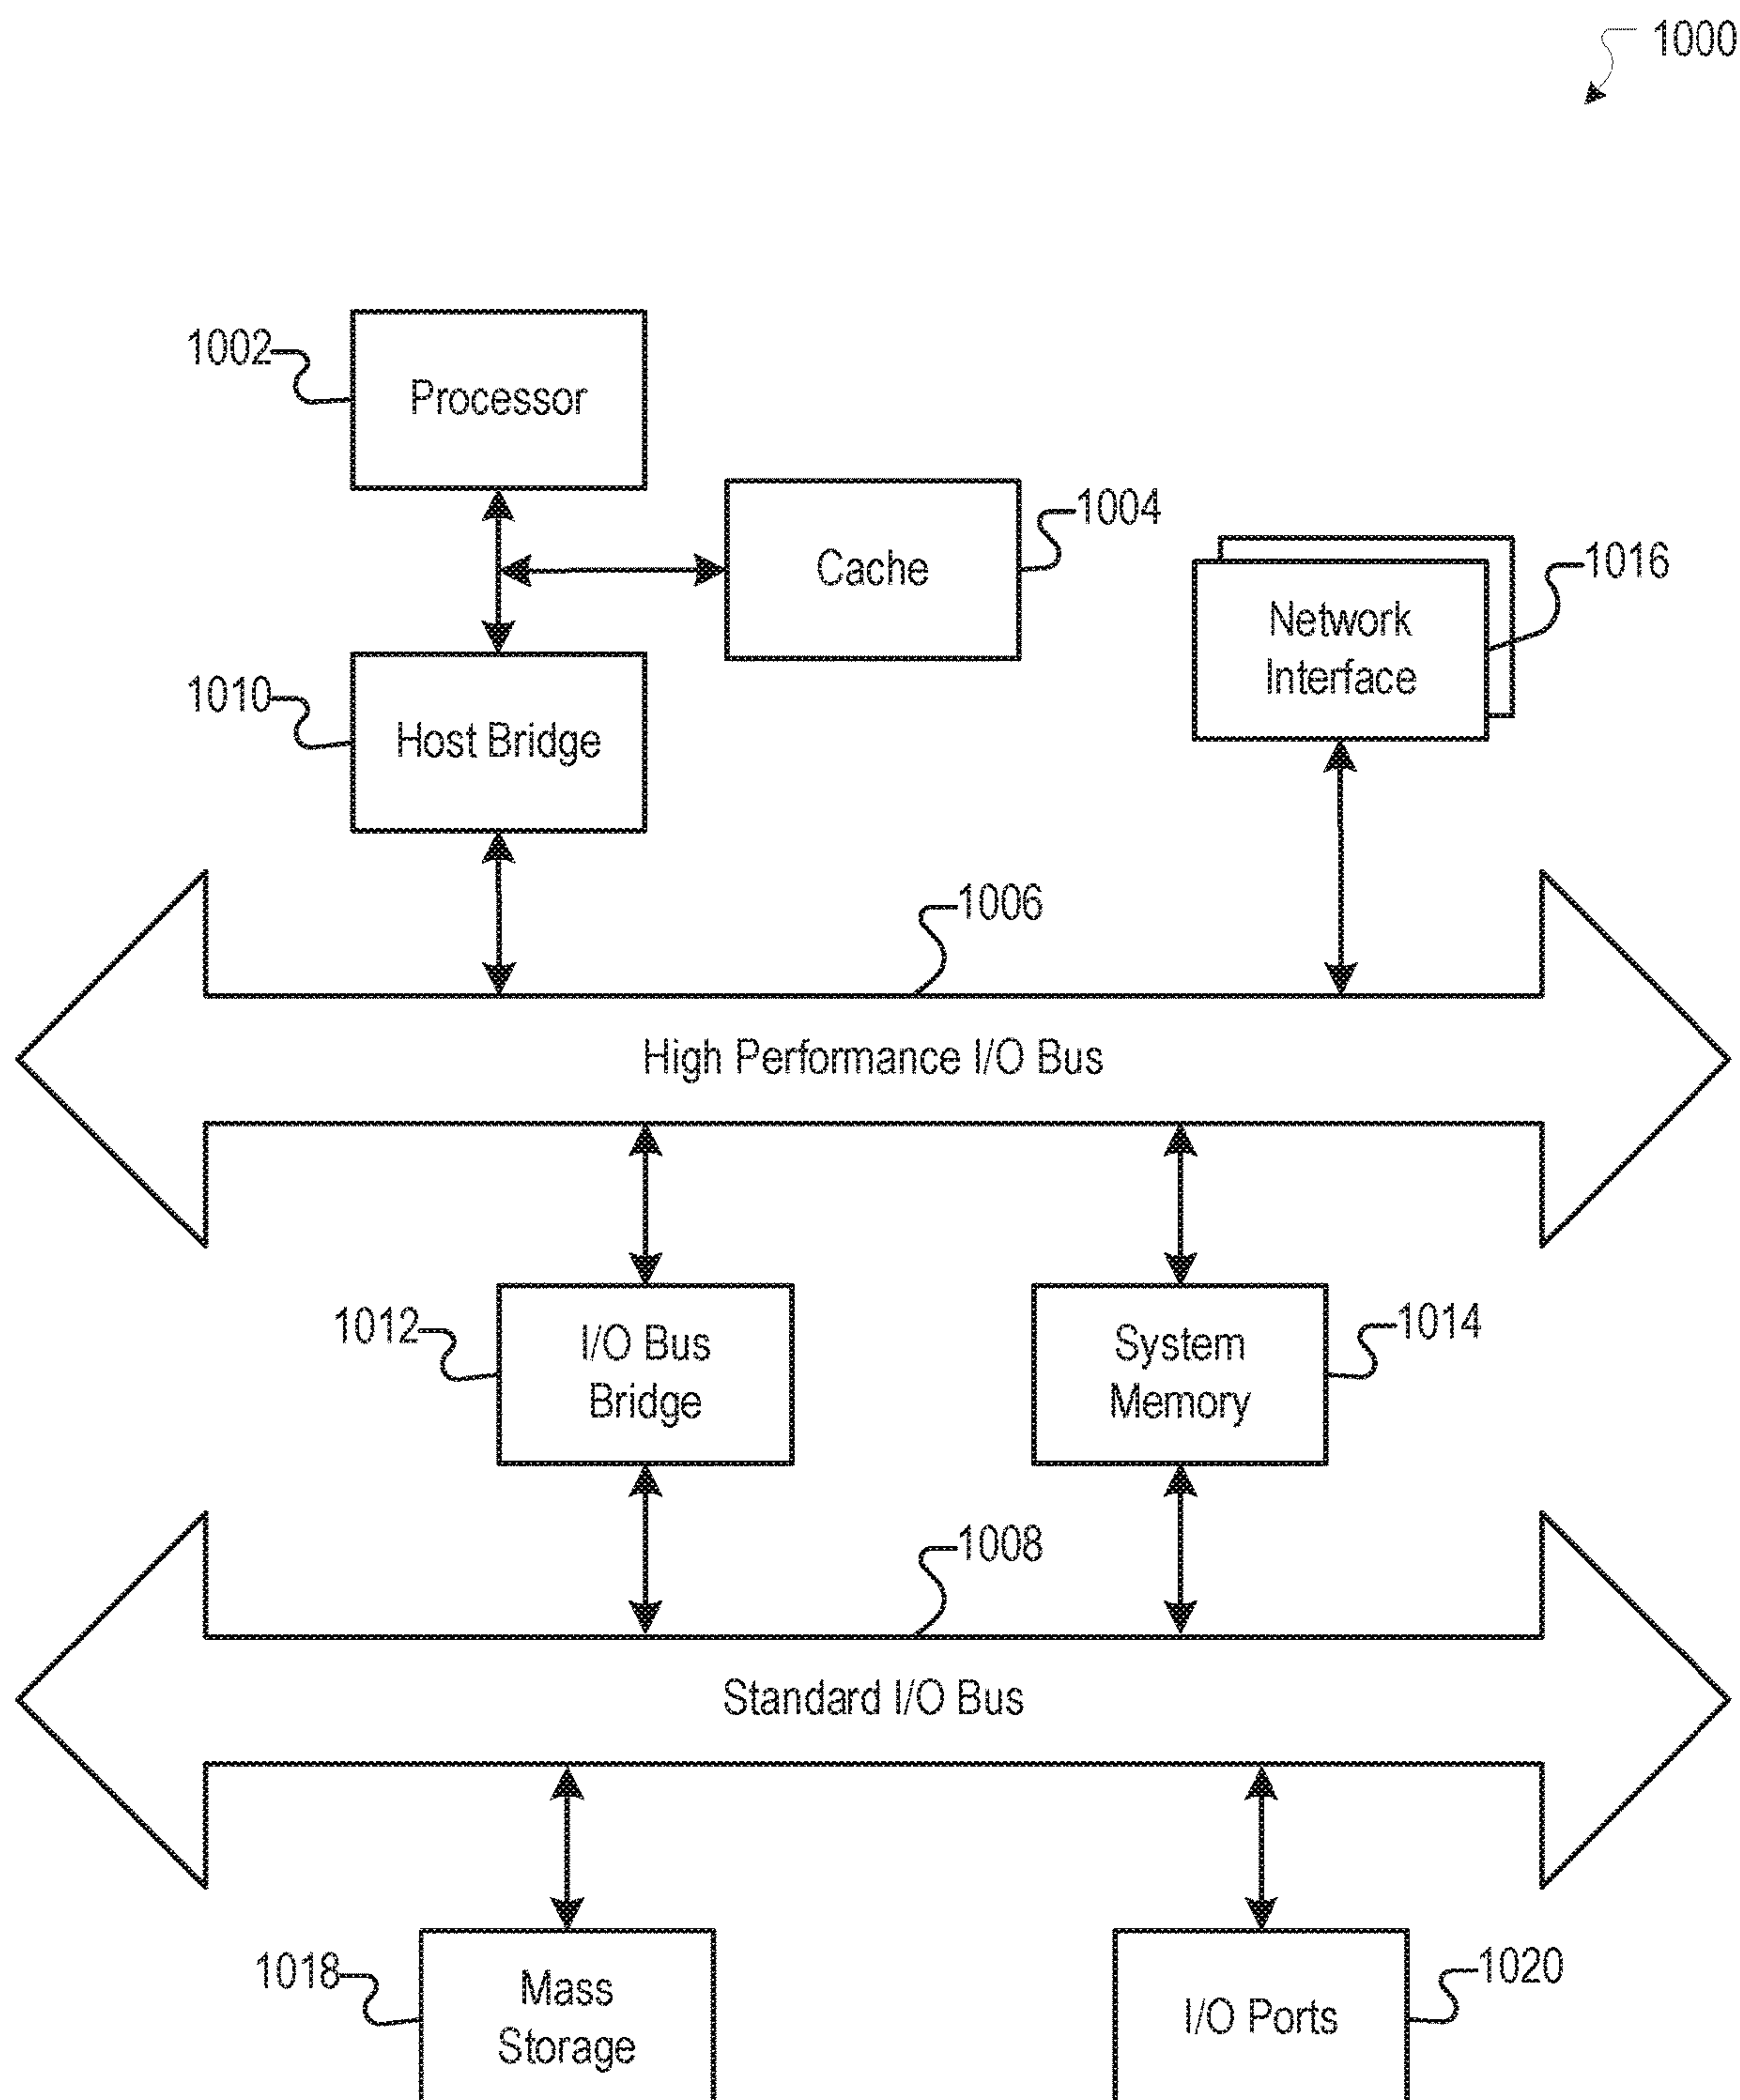 1000
1002
Processor
1004
Cache
1016
Network
Interface
1010
Host Bridge
1006
High Performance I/O Bus
1012
I/O Bus
Bridge
1014
System
Memory
1008
Standard I/O Bus
1018
Mass
Storage
I/O Ports
1020